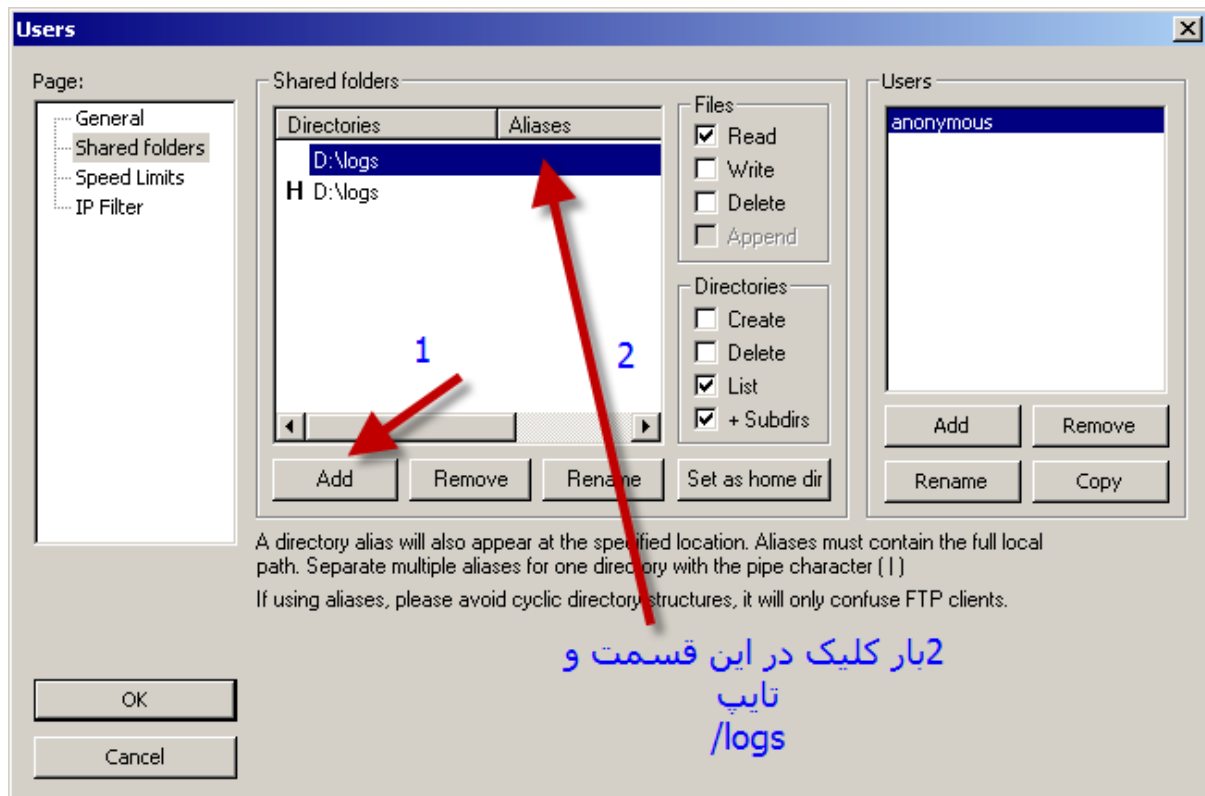 Users
Page:
General
Shared folders
Speed Limits
IP Filter
Shared folders
Directories Aliases
D:\logs
H D:\logs
1
2
Add Remove Rename Set as home dir
Files
Read
Write
Delete
Append
Directories
Create
Delete
List
+ Subdirs
Users
anonymous
Add Remove
Rename Copy
A directory alias will also appear at the specified location. Aliases must contain the full local
path. Separate multiple aliases for one directory with the pipe character ( | )
If using aliases, please avoid cyclic directory structures, it will only confuse FTP clients.
2بار کلیک در این قسمت و
تایپ
/logs
OK
Cancel